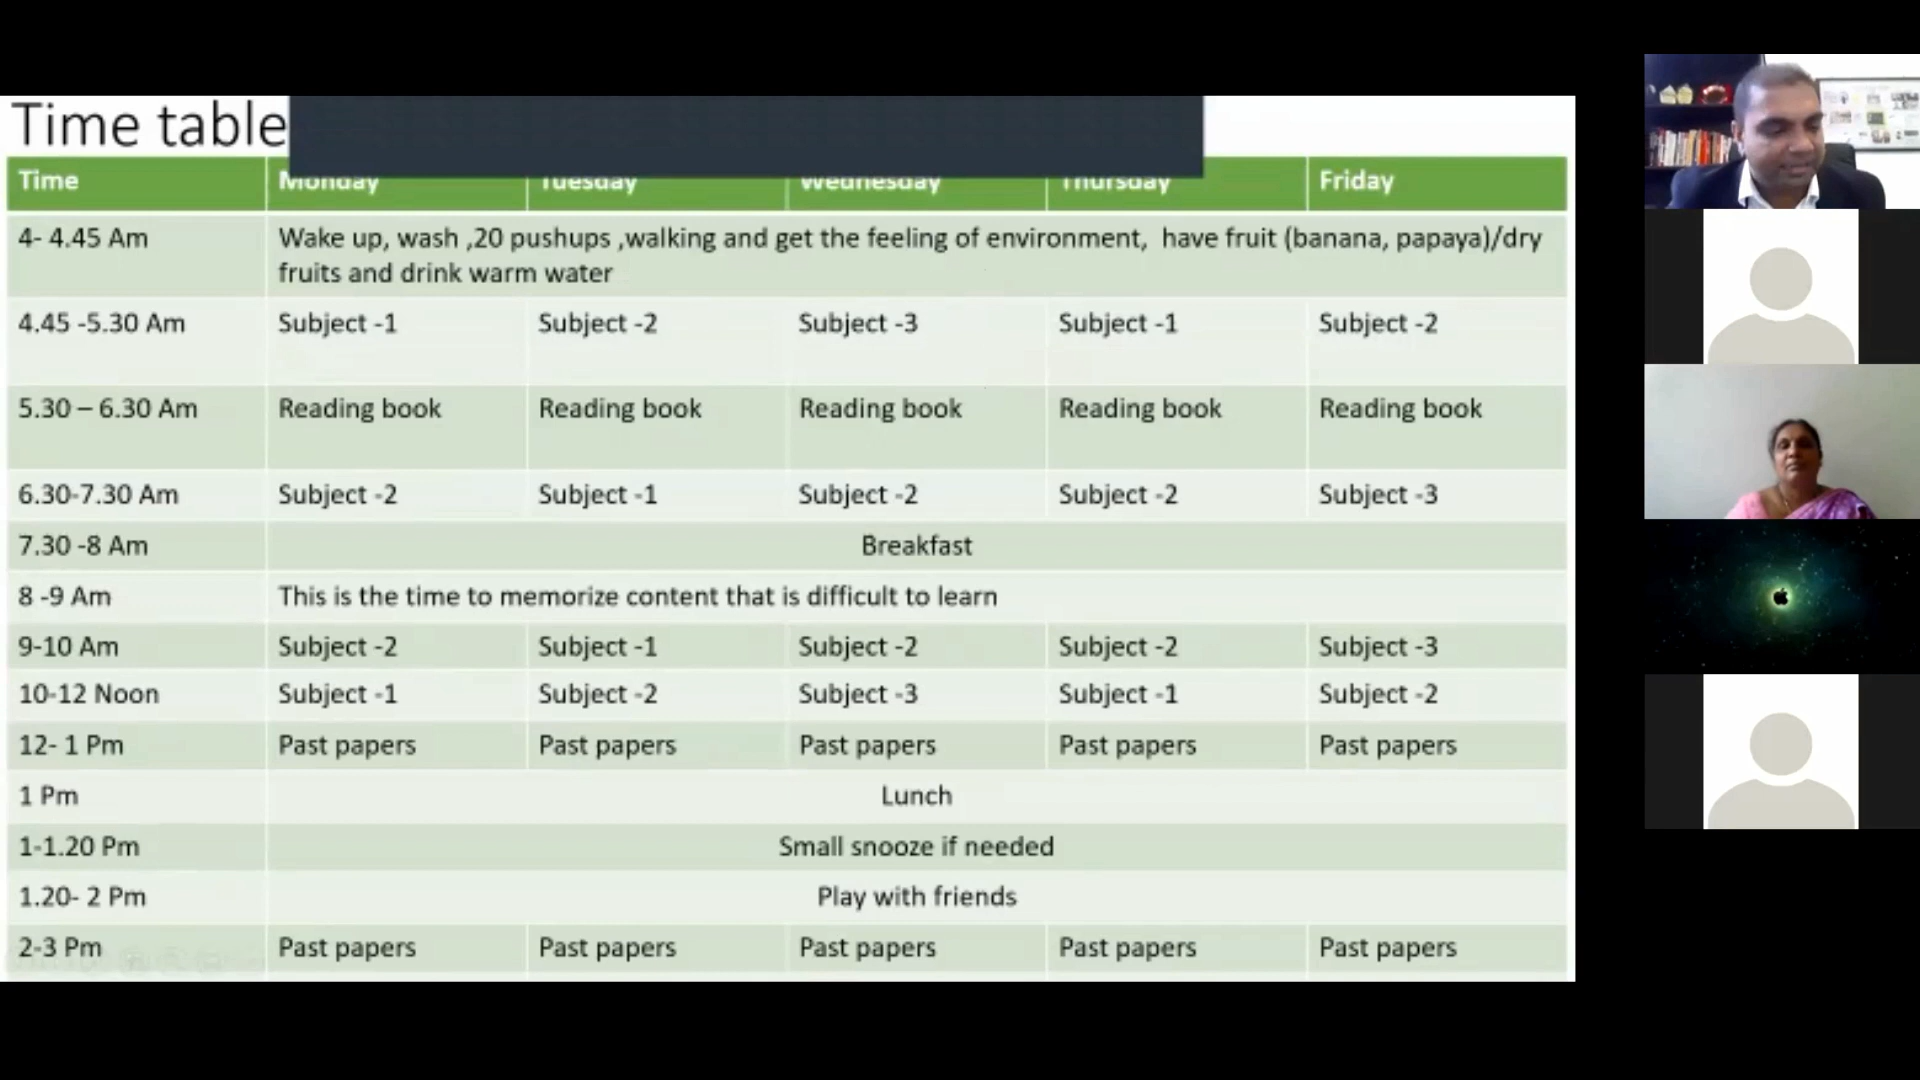 Time table
Time Monday Tuesday Wednesday Thursday Friday
4- 4.45 Am Wake up, wash ,20 pushups ,walking and get the feeling of environment, have fruit (banana, papaya)/dry
fruits and drink warm water
4.45 -5.30 Am Subject -1 Subject -2 Subject -3 Subject -1 Subject -2
5.30 – 6.30 Am Reading book Reading book Reading book Reading book Reading book
6.30-7.30 Am Subject -2 Subject -1 Subject -2 Subject -2 Subject -3
7.30 -8 Am Breakfast
8 -9 Am This is the time to memorize content that is difficult to learn
9-10 Am Subject -2 Subject -1 Subject -2 Subject -2 Subject -3
10-12 Noon Subject -1 Subject -2 Subject -3 Subject -1 Subject -2
12- 1 Pm Past papers Past papers Past papers Past papers Past papers
1 Pm Lunch
1-1.20 Pm Small snooze if needed
1.20- 2 Pm Play with friends
2-3 Pm Past papers Past papers Past papers Past papers Past papers